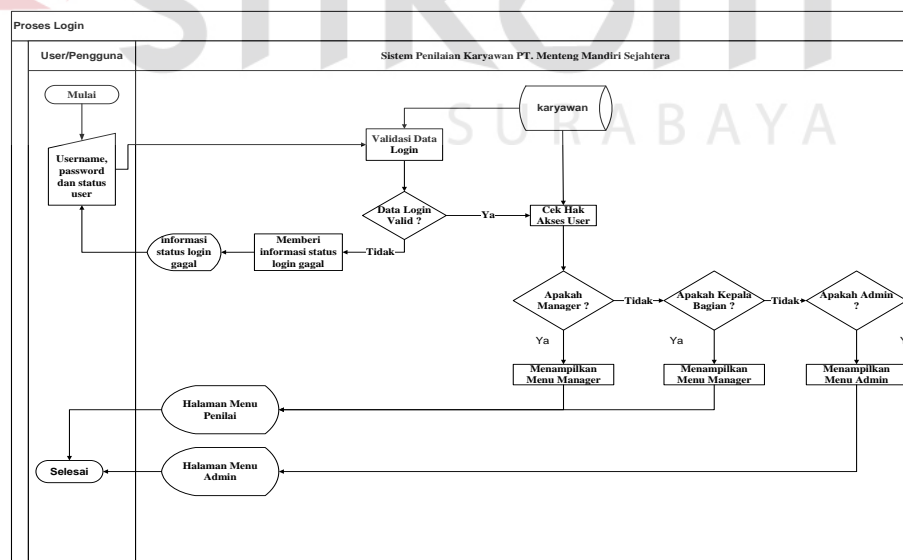 Proses Login
User/Pengguna
Sistem Penilaian Karyawan PT. Menteng Mandiri Sejahtera
Mulai
karyawan
SURABAYA
Validasi Data
Login
Username,
password
dan status
user
Data Login
Valid ?
Ya
Cek Hak
Akses User
informasi
status login
gagal
Memberi
informasi status
login gagal
Tidak
Apakah
Manager ?
Tidak
Apakah Kepala
Bagian ?
Tidak
Apakah Admin
?
Ya
Ya
Menampilkan
Menu Manager
Menampilkan
Menu Manager
Menampilkan
Menu Admin
Halaman Menu
Penilai
Selesai
Halaman Menu
Admin